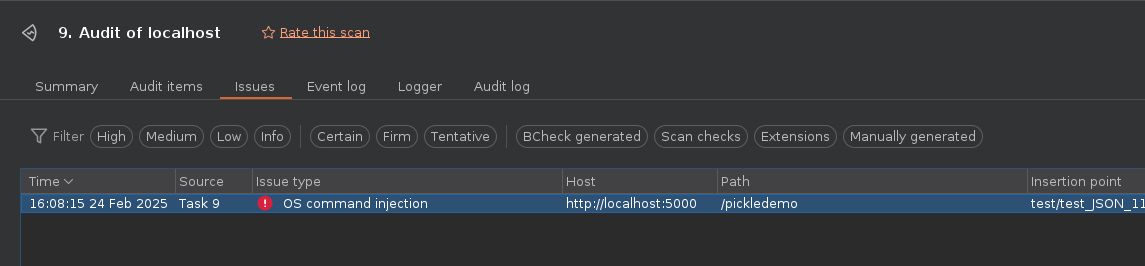 9. Audit of localhost Rate this scan
Summary Audit items Issues Event log Logger Audit log
Filter High Medium Low Info Certain Firm Tentative BCheck generated Scan checks Extensions Manually generated
Time Source Issue type Host Path Insertion point
16:08:15 24 Feb 2025 Task 9 ! OS command injection http://localhost:5000 /pickledemo test/test_JSON_11